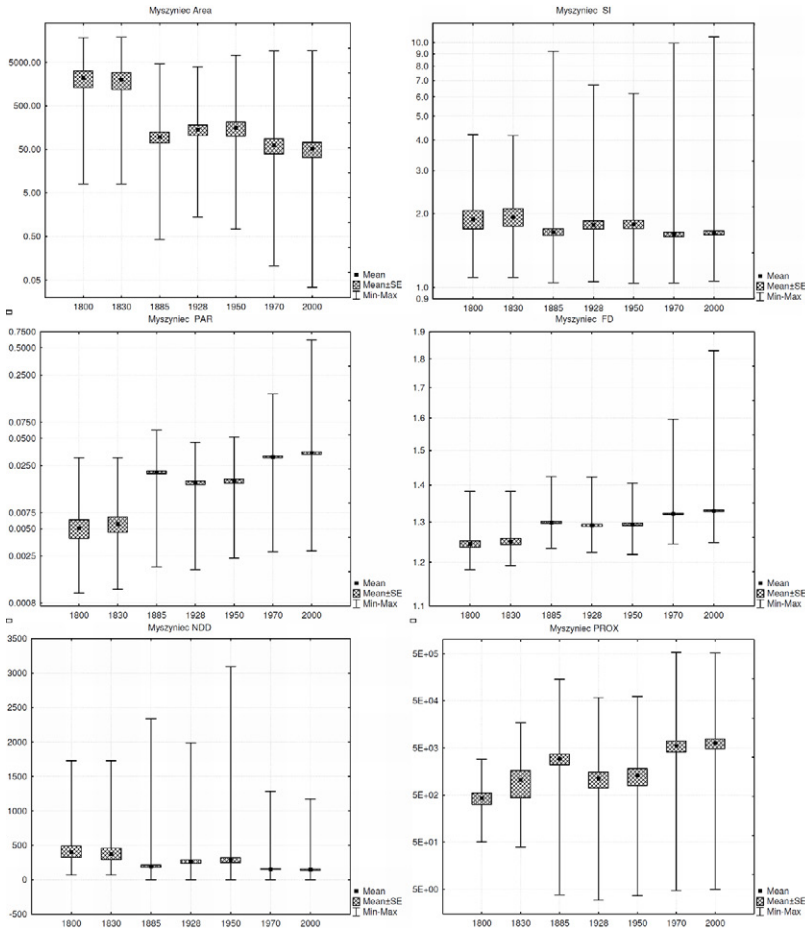 Myszyniec Area
5000.00
500.00
50.00
5.00
0.50
0.05
1800 1830 1885 1928 1950 1970 2000
Mean
Mean±SE
Min-Max
Myszyniec SI
10.0
9.0
8.0
7.0
6.0
5.0
4.0
3.0
2.0
1.0
0.9
1800 1830 1885 1928 1950 1970 2000
Mean
Mean±SE
Min-Max
Myszyniec PAR
0.7500
0.5000
0.2500
0.0750
0.0500
0.0250
0.0075
0.0050
0.0025
0.0008
1800 1830 1885 1928 1950 1970 2000
Mean
Mean±SE
Min-Max
Myszyniec FD
1.9
1.8
1.7
1.6
1.5
1.4
1.3
1.2
1.1
1800 1830 1885 1928 1950 1970 2000
Mean
Mean±SE
Min-Max
Myszyniec NDD
3500
3000
2500
2000
1500
1000
500
0
-500
1800 1830 1885 1928 1950 1970 2000
Mean
Mean±SE
Min-Max
Myszyniec PROX
5E+05
5E+04
5E+03
5E+02
5E+01
5E+00
1800 1830 1885 1928 1950 1970 2000
Mean
Mean±SE
Min-Max